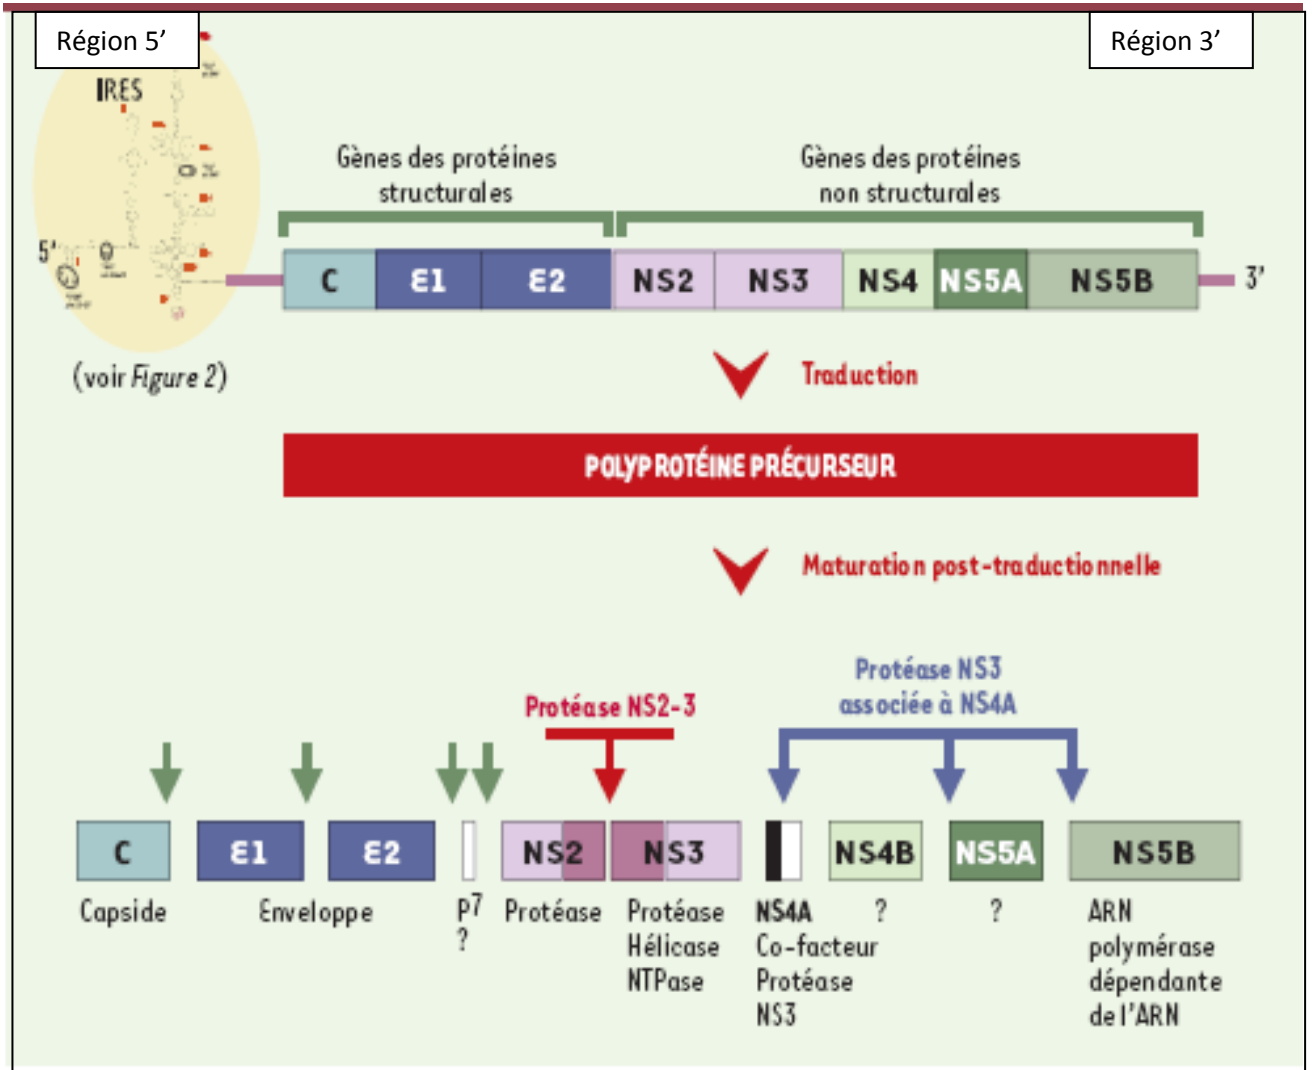 Région 5’
Région 3’
IRES
5'
(voir Figure 2)
Gènes des protéines
structurales
Gènes des protéines
non structurales
C
E1
E2
NS2
NS3
NS4
NS5A
NS5B
3'
Traduction
POLYPROTÉINE PRÉCURSEUR
Maturation post-traductionnelle
Protéase NS2-3
Protéase NS3
associée à NS4A
C
E1
E2
NS2
NS3
NS4B
NS5A
NS5B
Capside
Enveloppe
P7
?
Protéase
Protéase
Hélicase
NTPase
NS4A
Co-facteur
Protéase
NS3
?
?
ARN
polymérase
dépendante
de l'ARN